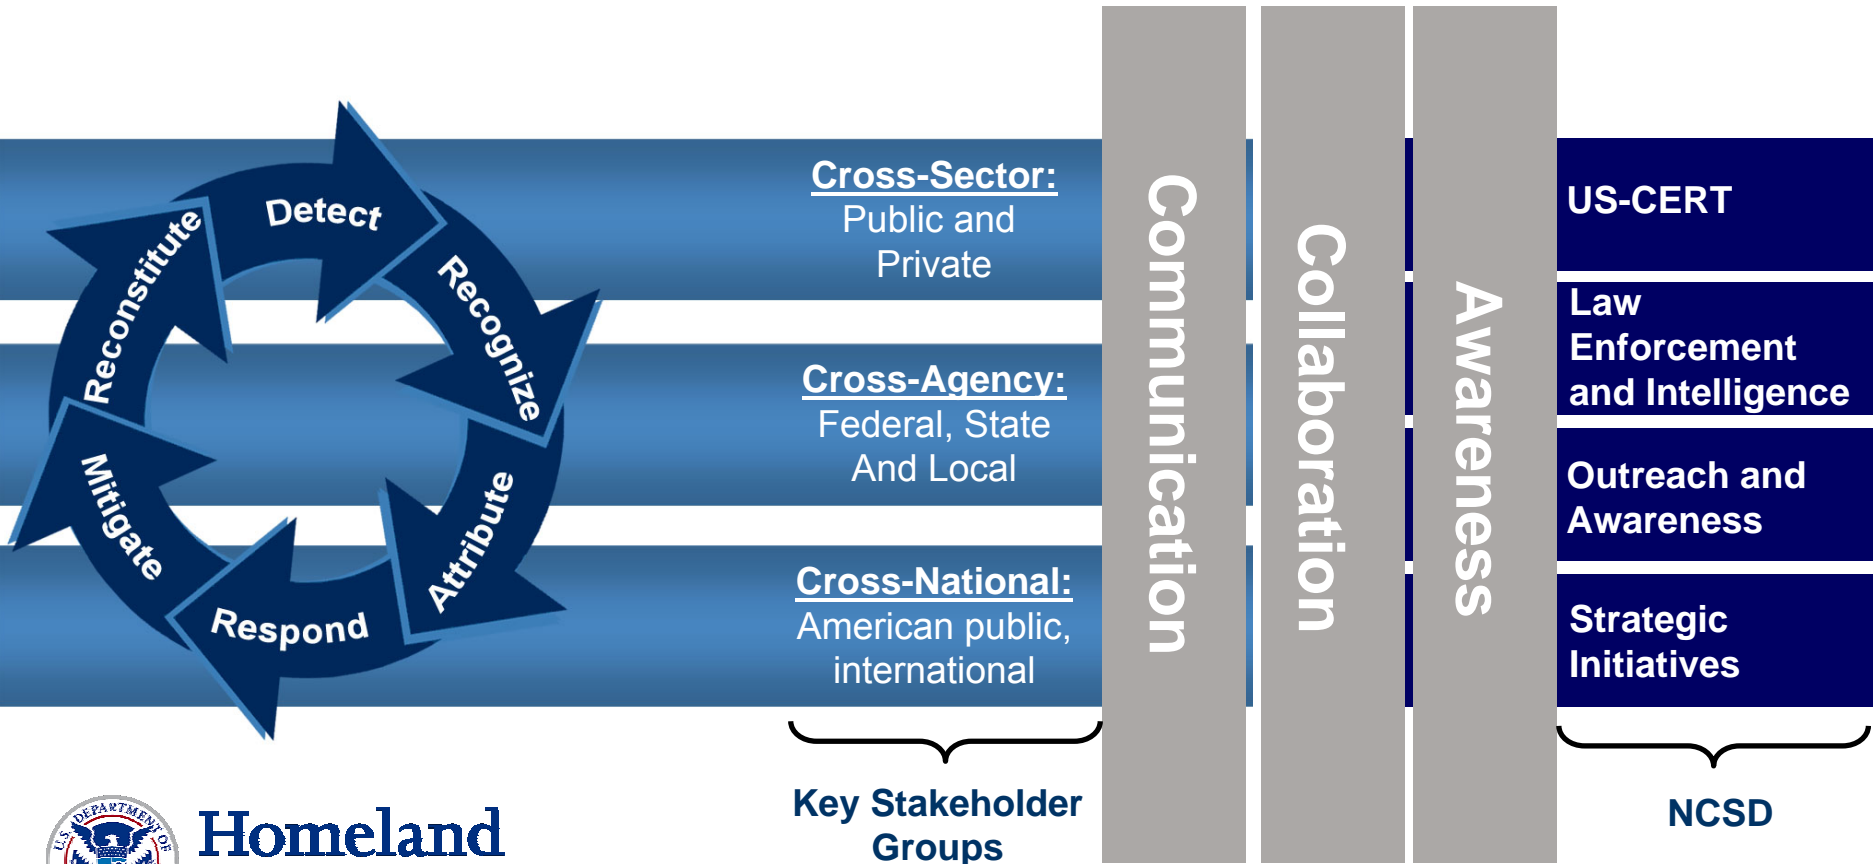 Detect
Recognize
Attribute
Respond
Mitigate
Reconstitute
Cross-Sector:
Public and
Private
Cross-Agency:
Federal, State
And Local
Cross-National:
American public,
international
Communication
Collaboration
Awareness
US-CERT
Law
Enforcement
and Intelligence
Outreach and
Awareness
Strategic
Initiatives
Key Stakeholder
Groups
NCSD
U.S. DEPARTMENT OF
Homeland